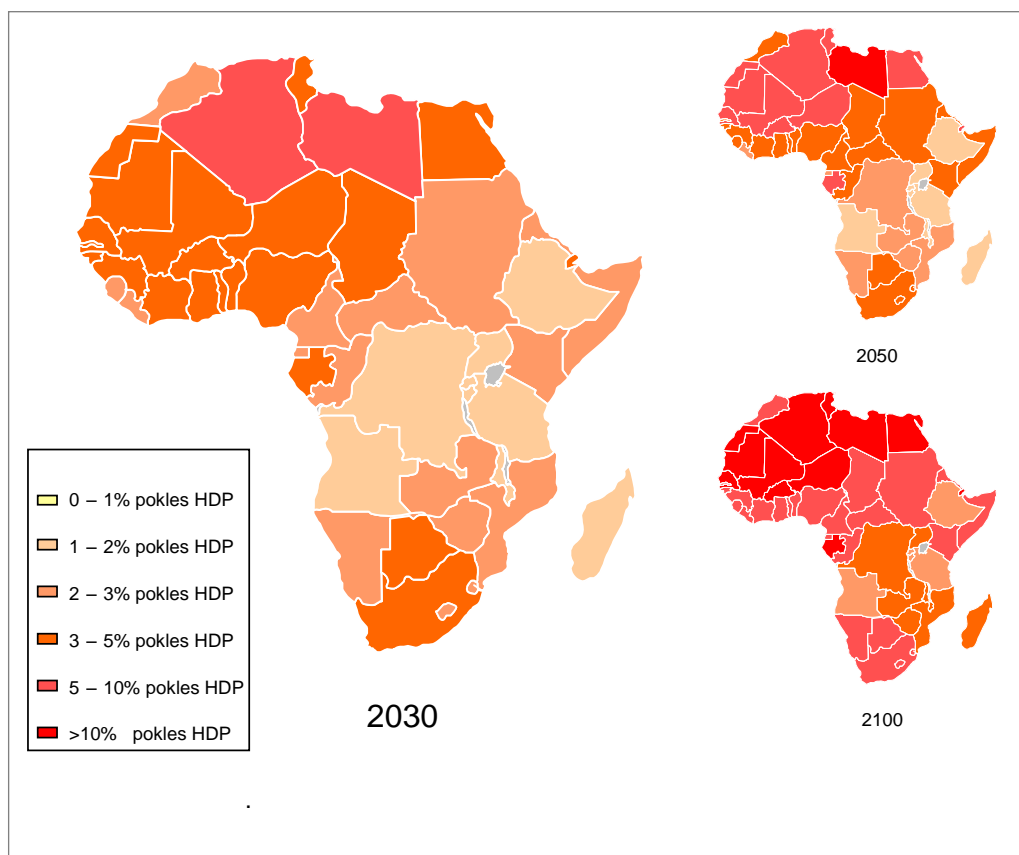 2050
0 – 1% pokles HDP
1 – 2% pokles HDP
2 – 3% pokles HDP
3 – 5% pokles HDP
5 – 10% pokles HDP
>10% pokles HDP
2030
2100
.